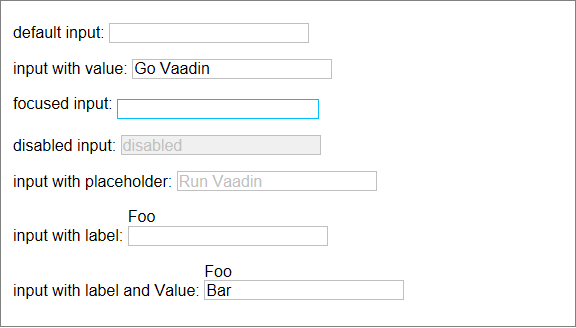 default input:
input with value: Go Vaadin
focused input:
disabled input: disabled
input with placeholder: Run Vaadin
Foo
input with label:
Foo
input with label and Value: Bar